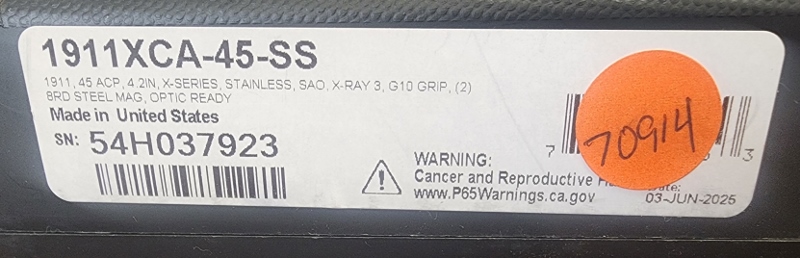 1911XCA-45-SS
1911, 45 ACP, 4.2IN, X-SERIES, STAINLESS, SAO, X-RAY 3, G10 GRIP, (2)
8RD STEEL MAG, OPTIC READY
Made in United States
SN: 54H037923
7 3
70914
WARNING:
Cancer and Reproductive
www.P65Warnings.ca.gov
03-JUN-2025